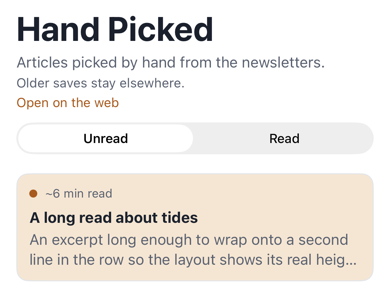 Hand Picked
Articles picked by hand from the newsletters.
Older saves stay elsewhere.
Open on the web
Unread
Read
~6 min read
A long read about tides
An excerpt long enough to wrap onto a second
line in the row so the layout shows its real heig...